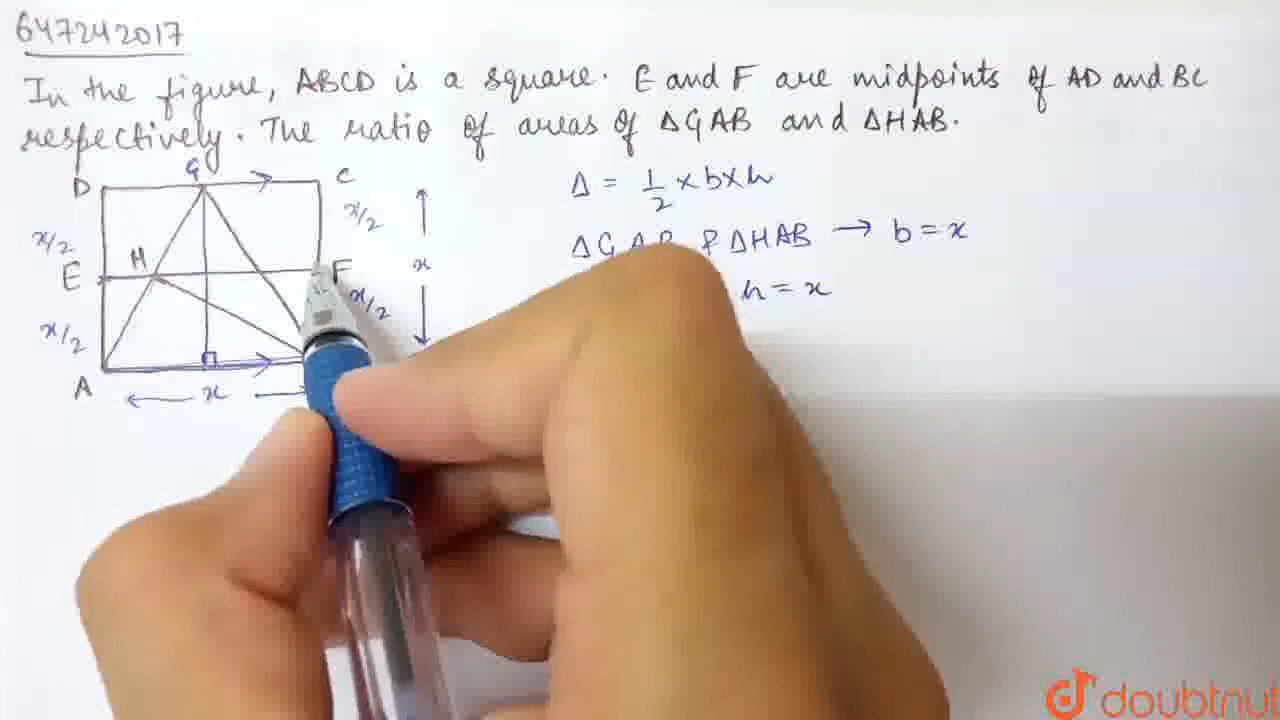 647242017
In the figure, ABCD is a square. E and F are midpoints of AD and BC
respectively. The ratio of areas of ΔGAB and ΔHAB.
D G C
x/2 x/2
E H F x
x/2 x/2
A
x
Δ = 1/2 × b × h
ΔGAB & ΔHAB → b = x
h = x
doubtnut